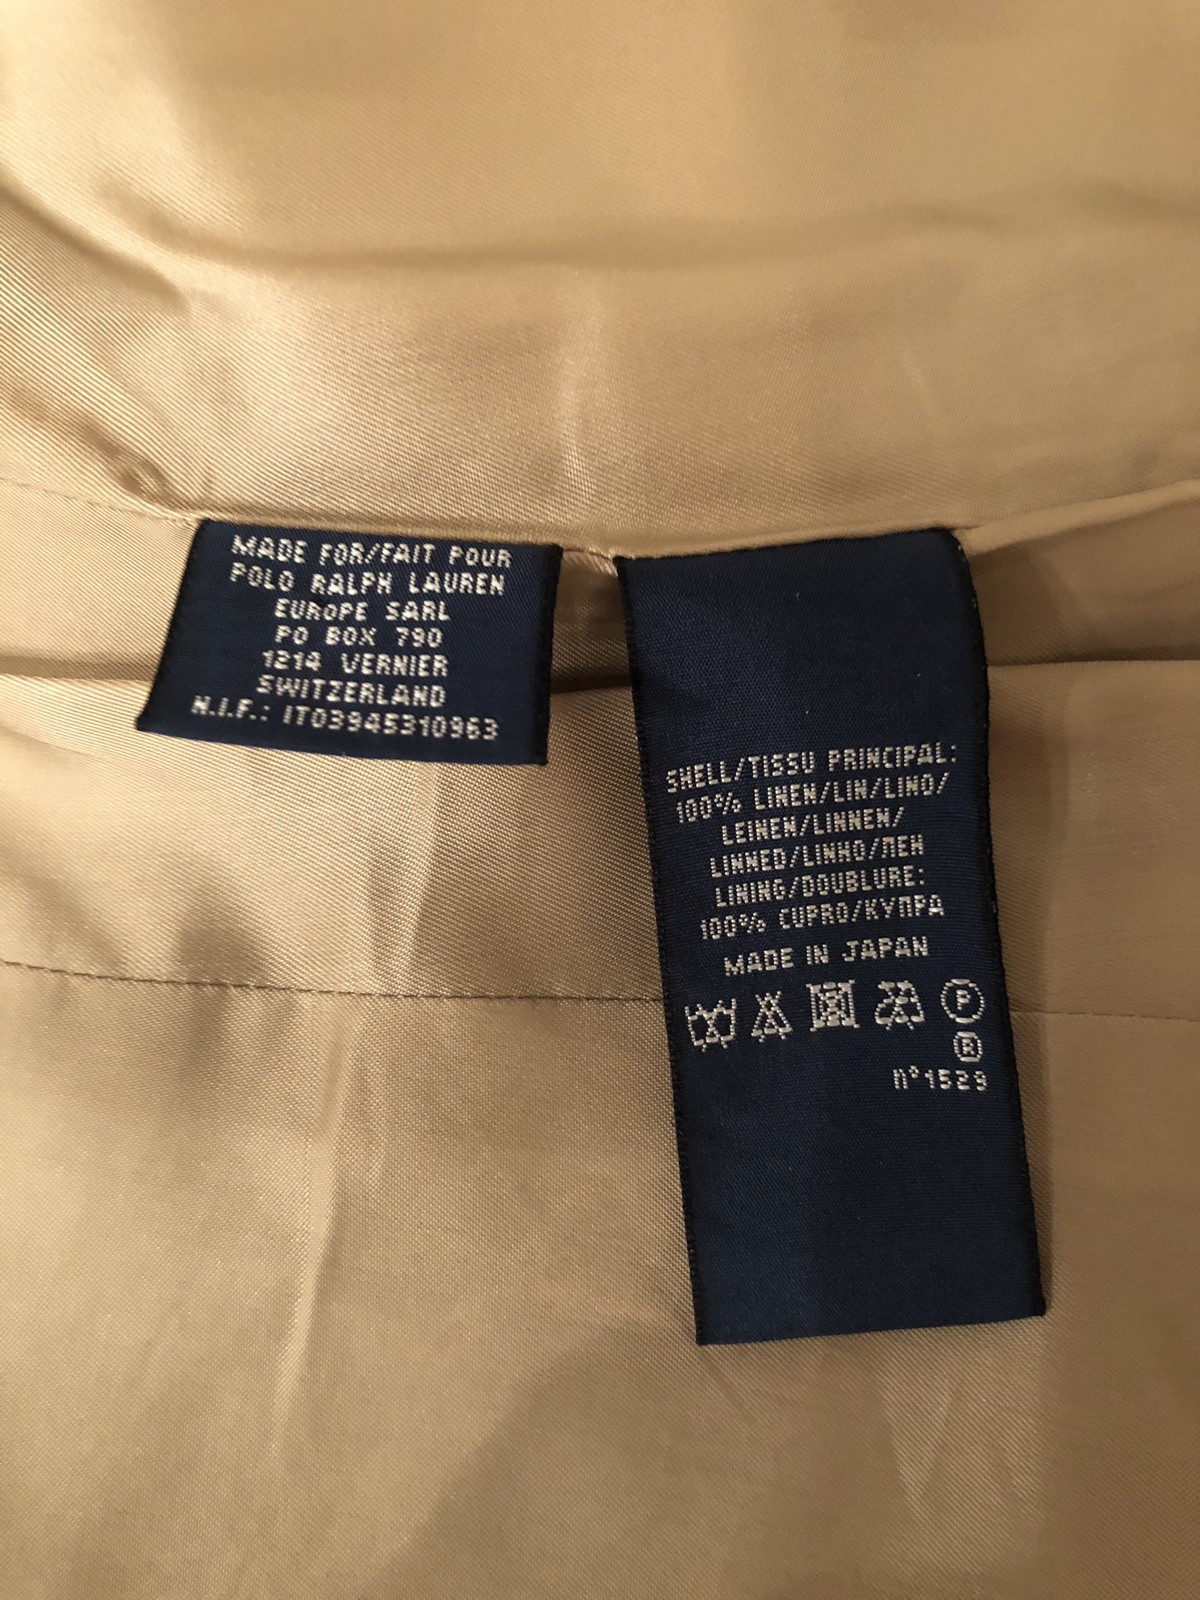 MADE FOR/FAIT POUR
POLO RALPH LAUREN
EUROPE SARL
PO BOX 790
1214 VERNIER
SWITZERLAND
N.I.F.: IT03945310963
SHELL/TISSU PRINCIPAL:
100% LINEN/LIN/LINO/
LEINEN/LINNEN/
LINNED/LINHO/ЛЕН
LINING/DOUBLURE:
100% CUPRO/КУПРА
MADE IN JAPAN
P
®
n°1529